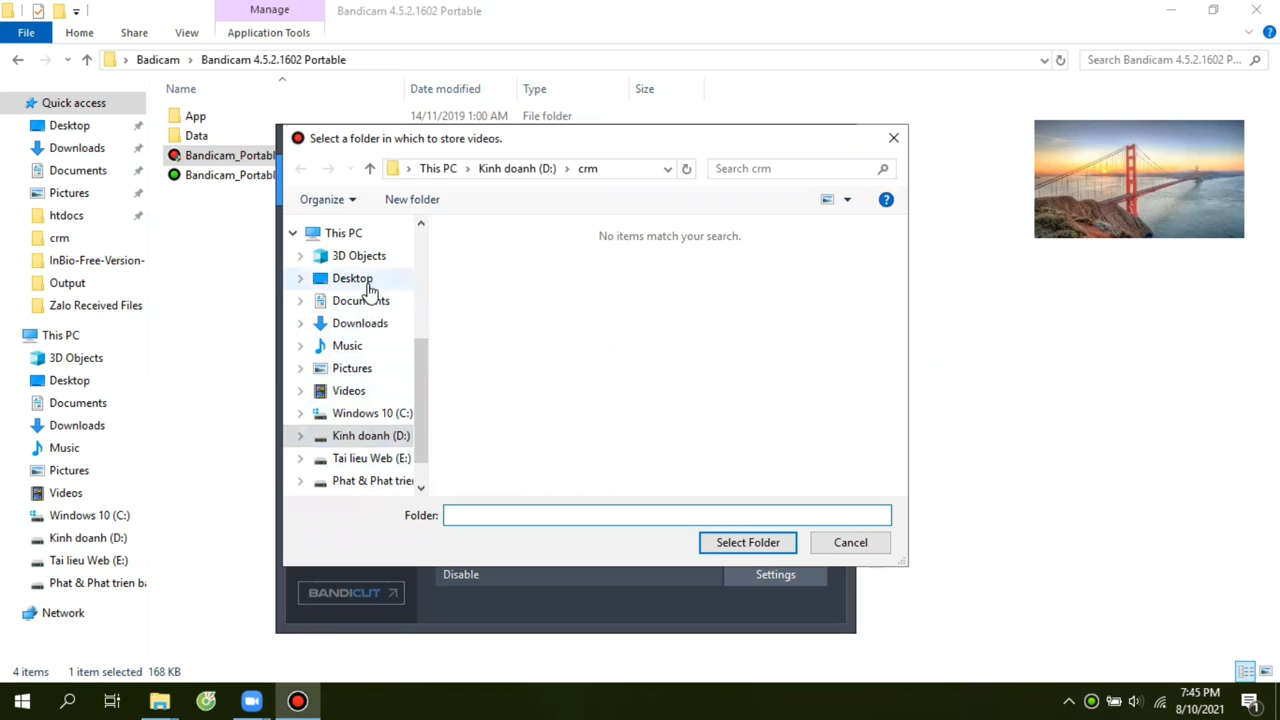 Manage
Bandicam 4.5.2.1602 Portable
File
Home
Share
View
Application Tools
Badicam
Bandicam 4.5.2.1602 Portable
Search Bandicam 4.5.2.1602 P...
Name
Date modified
Type
Size
Quick access
Desktop
Downloads
Documents
Pictures
htdocs
crm
InBio-Free-Version-
Output
Zalo Received Files
This PC
3D Objects
Desktop
Documents
Downloads
Music
Pictures
Videos
Windows 10 (C:)
Kinh doanh (D:)
Tai lieu Web (E:)
Phat & Phat trien ba
Network
App
14/11/2019 1:00 AM
File folder
Data
Bandicam_Portabl
Bandicam_Portabl
Select a folder in which to store videos.
This PC
Kinh doanh (D:)
crm
Search crm
Organize
New folder
This PC
3D Objects
Desktop
Documents
Downloads
Music
Pictures
Videos
Windows 10 (C:)
Kinh doanh (D:)
Tai lieu Web (E:)
Phat & Phat trier
No items match your search.
Folder:
Select Folder
Cancel
Disable
Settings
BANDICUT
4 items
1 item selected
168 KB
7:45 PM
8/10/2021
1